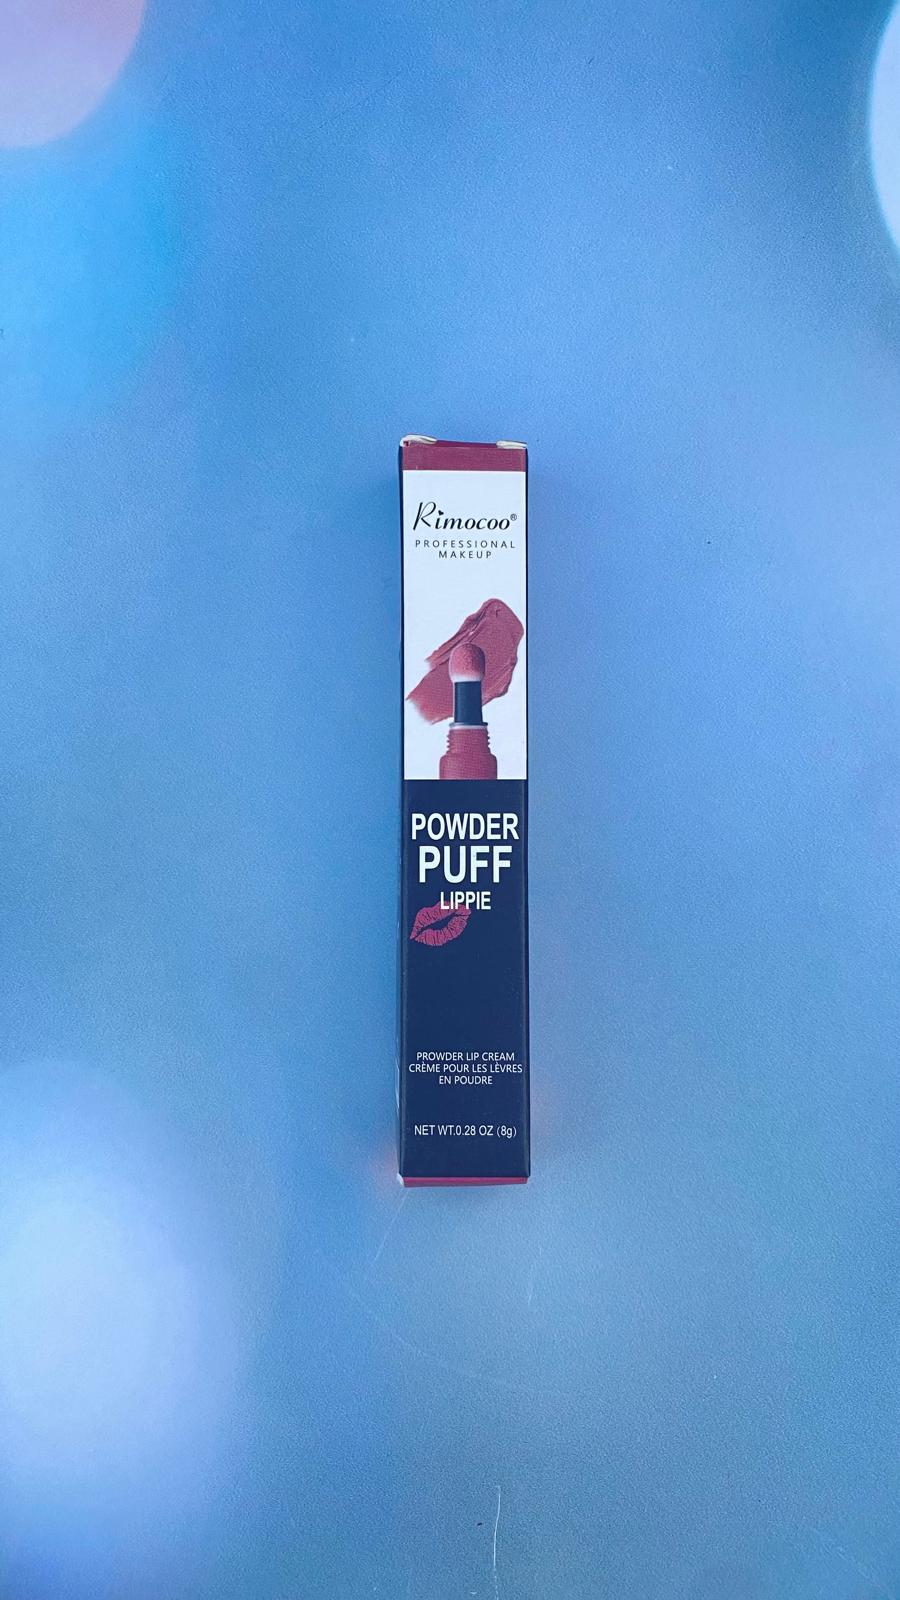 Rimocoo®
PROFESSIONAL
MAKEUP
POWDER
PUFF
LIPPIE
PROWDER LIP CREAM
CRÈME POUR LES LÈVRES
EN POUDRE
NET WT.0.28 OZ (8g)